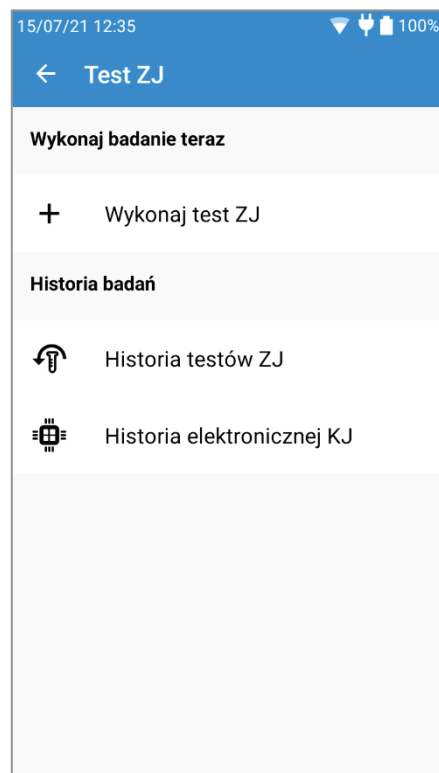 15/07/21 12:35 100%
Test ZJ
Wykonaj badanie teraz
Wykonaj test ZJ
Historia badań
Historia testów ZJ
Historia elektronicznej KJ